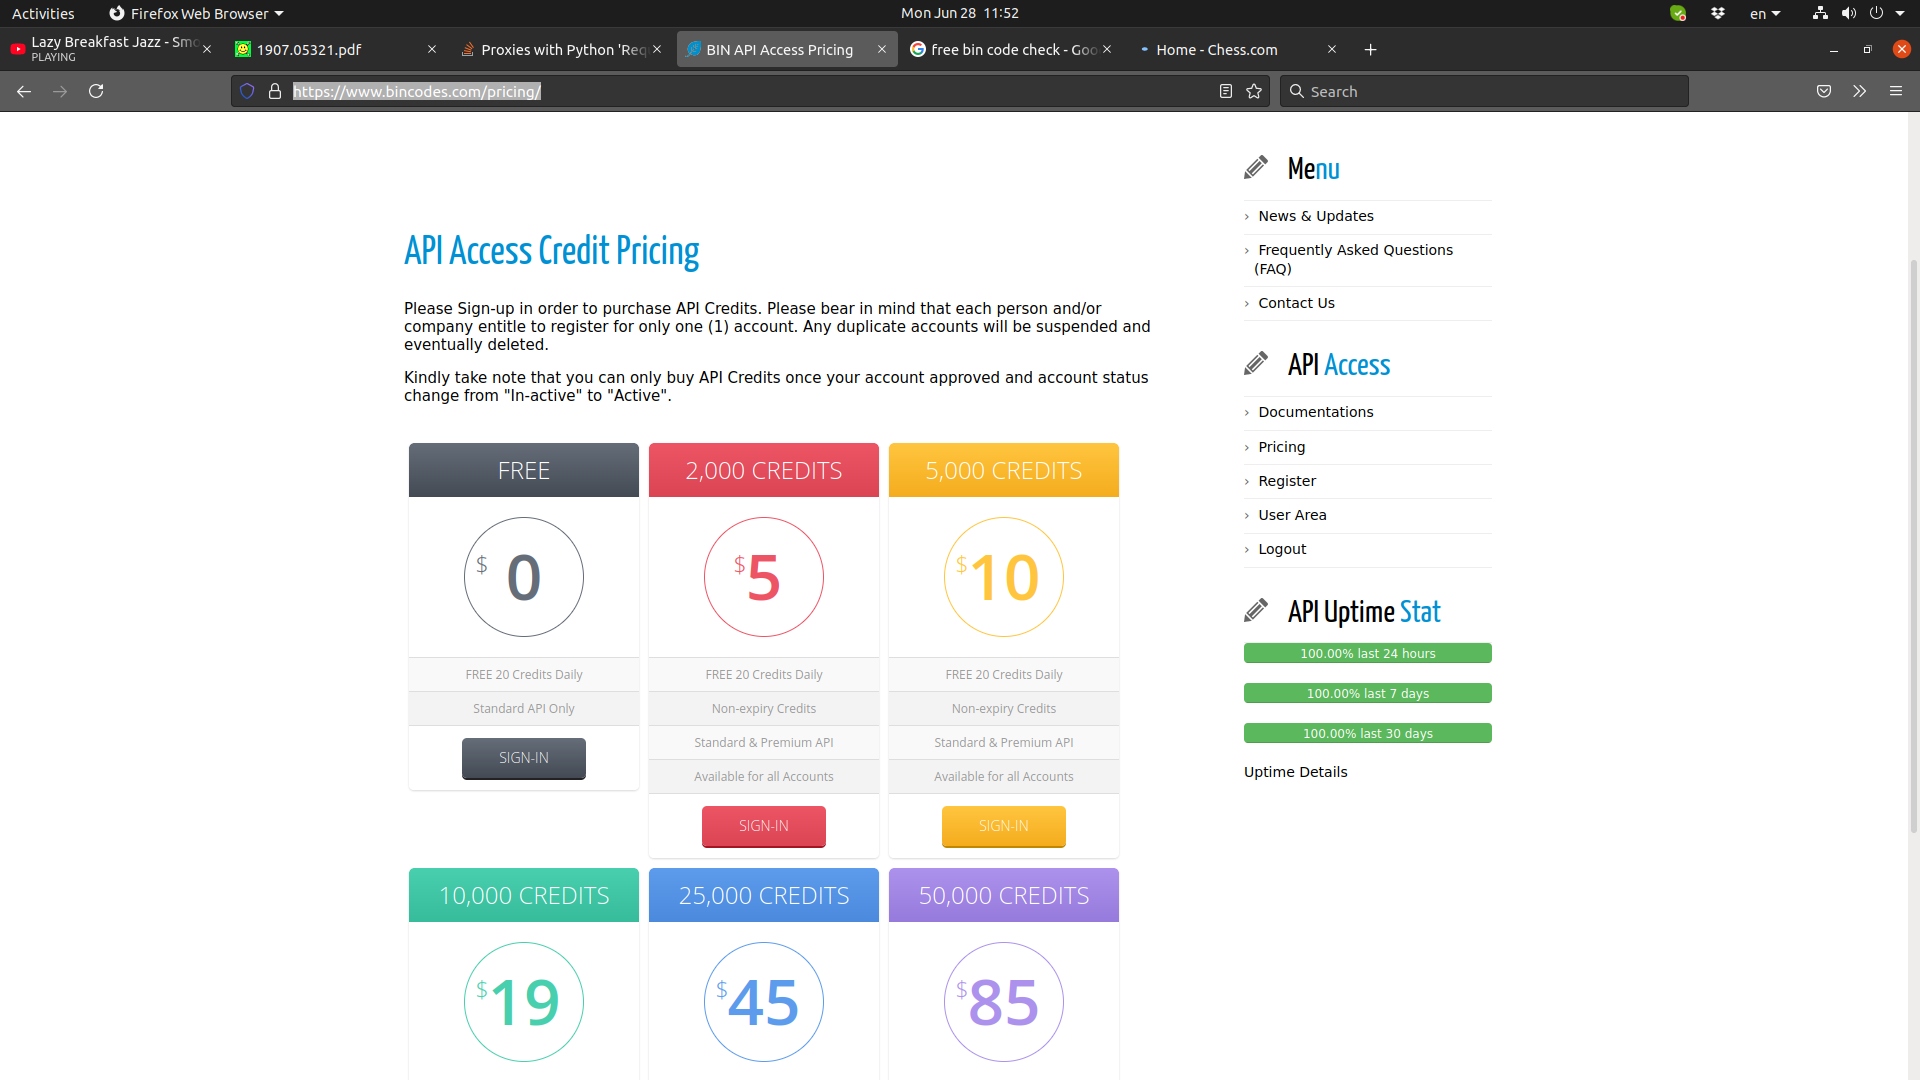 Activities
Firefox Web Browser
Mon Jun 28 11:52
en
Lazy Breakfast Jazz - Smo
PLAYING
1907.05321.pdf
Proxies with Python 'Req
BIN API Access Pricing
free bin code check - Goo
Home - Chess.com
https://www.bincodes.com/pricing/
Search
API Access Credit Pricing
Please Sign-up in order to purchase API Credits. Please bear in mind that each person and/or
company entitle to register for only one (1) account. Any duplicate accounts will be suspended and
eventually deleted.
Kindly take note that you can only buy API Credits once your account approved and account status
change from "In-active" to "Active".
FREE
$ 0
FREE 20 Credits Daily
Standard API Only
SIGN-IN
2,000 CREDITS
$5
FREE 20 Credits Daily
Non-expiry Credits
Standard & Premium API
Available for all Accounts
SIGN-IN
5,000 CREDITS
$10
FREE 20 Credits Daily
Non-expiry Credits
Standard & Premium API
Available for all Accounts
SIGN-IN
10,000 CREDITS
$19
25,000 CREDITS
$45
50,000 CREDITS
$85
Menu
› News & Updates
› Frequently Asked Questions
(FAQ)
› Contact Us
API Access
› Documentations
› Pricing
› Register
› User Area
› Logout
API Uptime Stat
100.00% last 24 hours
100.00% last 7 days
100.00% last 30 days
Uptime Details